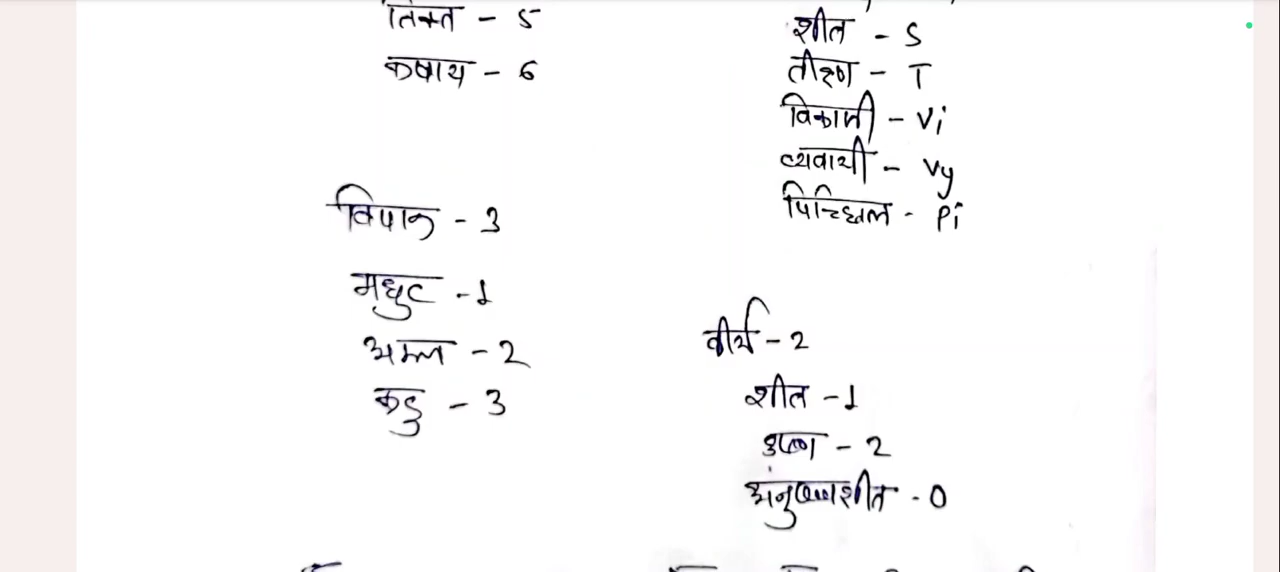 तिक्त - 5
कषाय - 6
विपाक - 3
मधुर - 1
अम्ल - 2
कटु - 3
शीत - S
तीक्ष्ण - T
विकाशी - Vi
व्यवायी - Vy
पिच्छिल - Pi
वीर्य - 2
शीत - 1
उष्ण - 2
अनुष्णशीत - 0